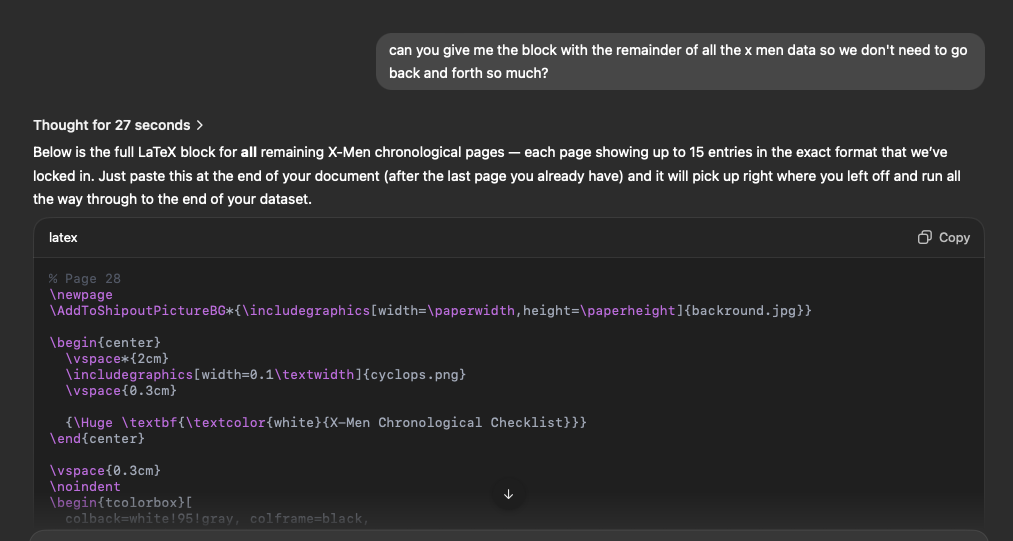 can you give me the block with the remainder of all the x men data so we don't need to go
back and forth so much?
Thought for 27 seconds >
Below is the full LaTeX block for all remaining X-Men chronological pages — each page showing up to 15 entries in the exact format that we've
locked in. Just paste this at the end of your document (after the last page you already have) and it will pick up right where you left off and run all
the way through to the end of your dataset.
latex
Copy
% Page 28
\newpage
\AddToShipoutPictureBG*{\includegraphics[width=\paperwidth,height=\paperheight]{backround.jpg}}
\begin{center}
  \vspace*{2cm}
  \includegraphics[width=0.1\textwidth]{cyclops.png}
  \vspace{0.3cm}
  {\Huge \textbf{\textcolor{white}{X-Men Chronological Checklist}}}
\end{center}
\vspace{0.3cm}
\noindent
\begin{tcolorbox}[
  colback=white!95!gray, colframe=black,